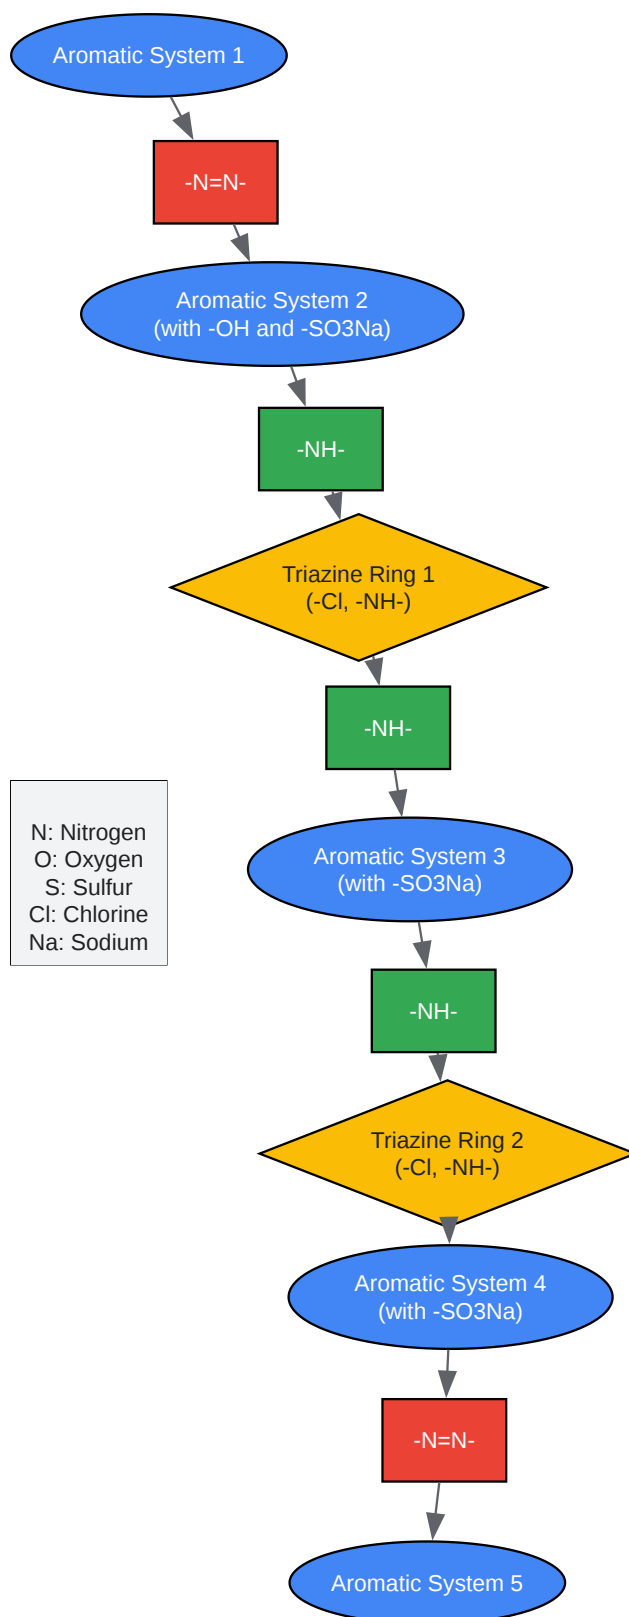 Aromatic System 1
-N=N-
Aromatic System 2
(with -OH and -SO3Na)
-NH-
Triazine Ring 1
(-Cl, -NH-)
-NH-
N: Nitrogen
O: Oxygen
S: Sulfur
Cl: Chlorine
Na: Sodium
Aromatic System 3
(with -SO3Na)
-NH-
Triazine Ring 2
(-Cl, -NH-)
Aromatic System 4
(with -SO3Na)
-N=N-
Aromatic System 5